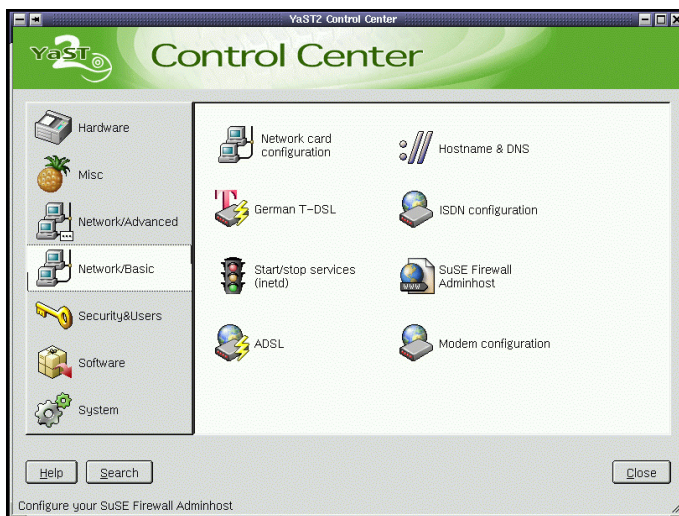 YaST2 Control Center
YaST
2
Control Center
Hardware
Misc
Network/Advanced
Network/Basic
Security&Users
Software
System
Network card
configuration
Hostname & DNS
German T-DSL
ISDN configuration
Start/stop services
(inetd)
SuSE Firewall
Adminhost
ADSL
Modem configuration
Help
Search
Close
Configure your SuSE Firewall Adminhost